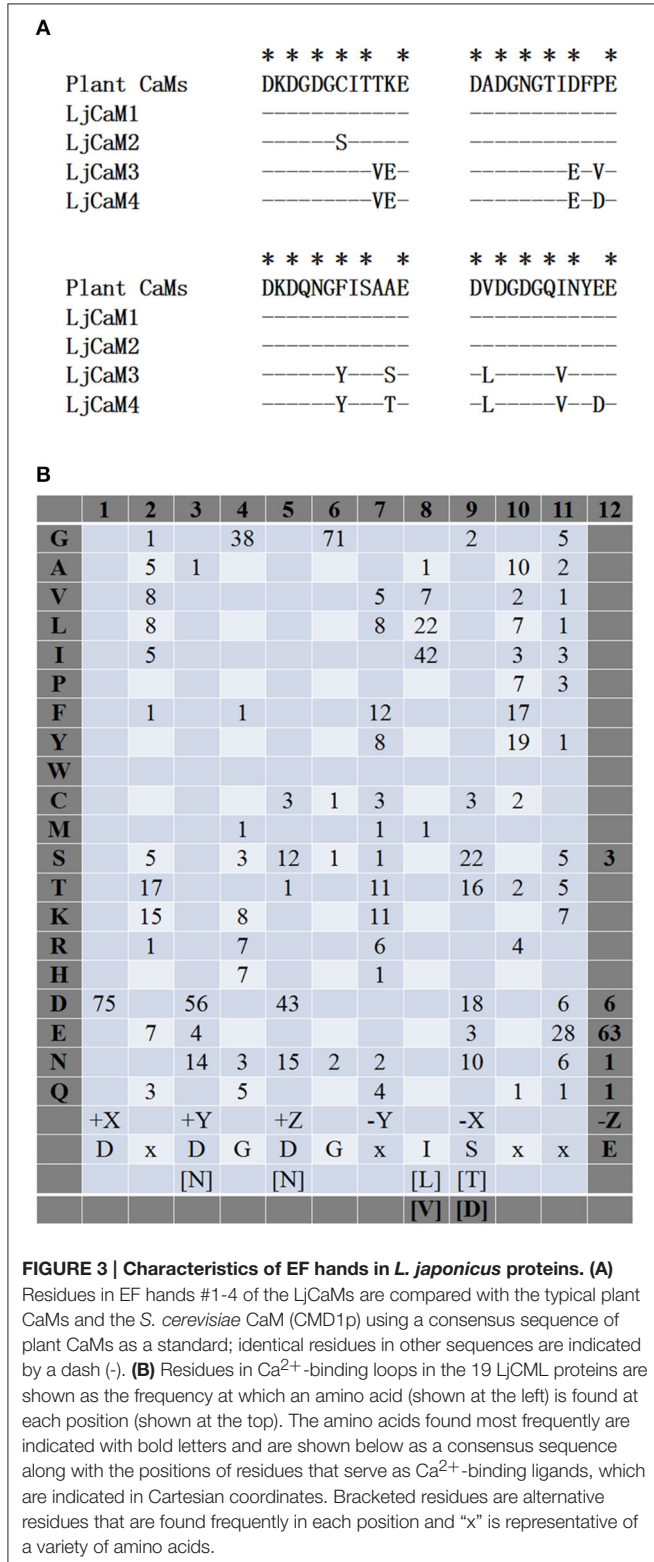 A
* * * * * * * * * * * *
Plant CaMs DKDGDGCITTKE DADGNGTIDFPE
LjCaM1 ------------ ------------
LjCaM2 ------S----- ------------
LjCaM3 ---------VE- --------E-V-
LjCaM4 ---------VE- --------E-D-
* * * * * * * * * * * *
Plant CaMs DKDQNGFISAAE DVDGDGQINYEE
LjCaM1 ------------ ------------
LjCaM2 ------------ ------------
LjCaM3 ------Y---S- -L-----V----
LjCaM4 ------Y---T- -L-----V--D-
B
1 2 3 4 5 6 7 8 9 10 11 12
G 1 38 71 2 5
A 5 1 1 10 2
V 8 5 7 2 1
L 8 8 22 7 1
I 5 42 3 3
P 7 3
F 1 1 12 17
Y 8 19 1
W
C 3 1 3 3 2
M 1 1 1
S 5 3 12 1 1 22 5 3
T 17 1 11 16 2 5
K 15 8 11 7
R 1 7 6 4
H 7 1
D 75 56 43 18 6 6
E 7 4 3 28 63
N 14 3 15 2 2 10 6 1
Q 3 5 4 1 1 1
+X +Y +Z -Y -X -Z
D x D G D G x I S x x E
[N] [N] [L] [T]
[V] [D]
FIGURE 3 | Characteristics of EF hands in L. japonicus proteins. (A)
Residues in EF hands #1-4 of the LjCaMs are compared with the typical plant
CaMs and the S. cerevisiae CaM (CMD1p) using a consensus sequence of
plant CaMs as a standard; identical residues in other sequences are indicated
by a dash (-). (B) Residues in Ca2+-binding loops in the 19 LjCML proteins are
shown as the frequency at which an amino acid (shown at the left) is found at
each position (shown at the top). The amino acids found most frequently are
indicated with bold letters and are shown below as a consensus sequence
along with the positions of residues that serve as Ca2+-binding ligands, which
are indicated in Cartesian coordinates. Bracketed residues are alternative
residues that are found frequently in each position and “x” is representative of
a variety of amino acids.